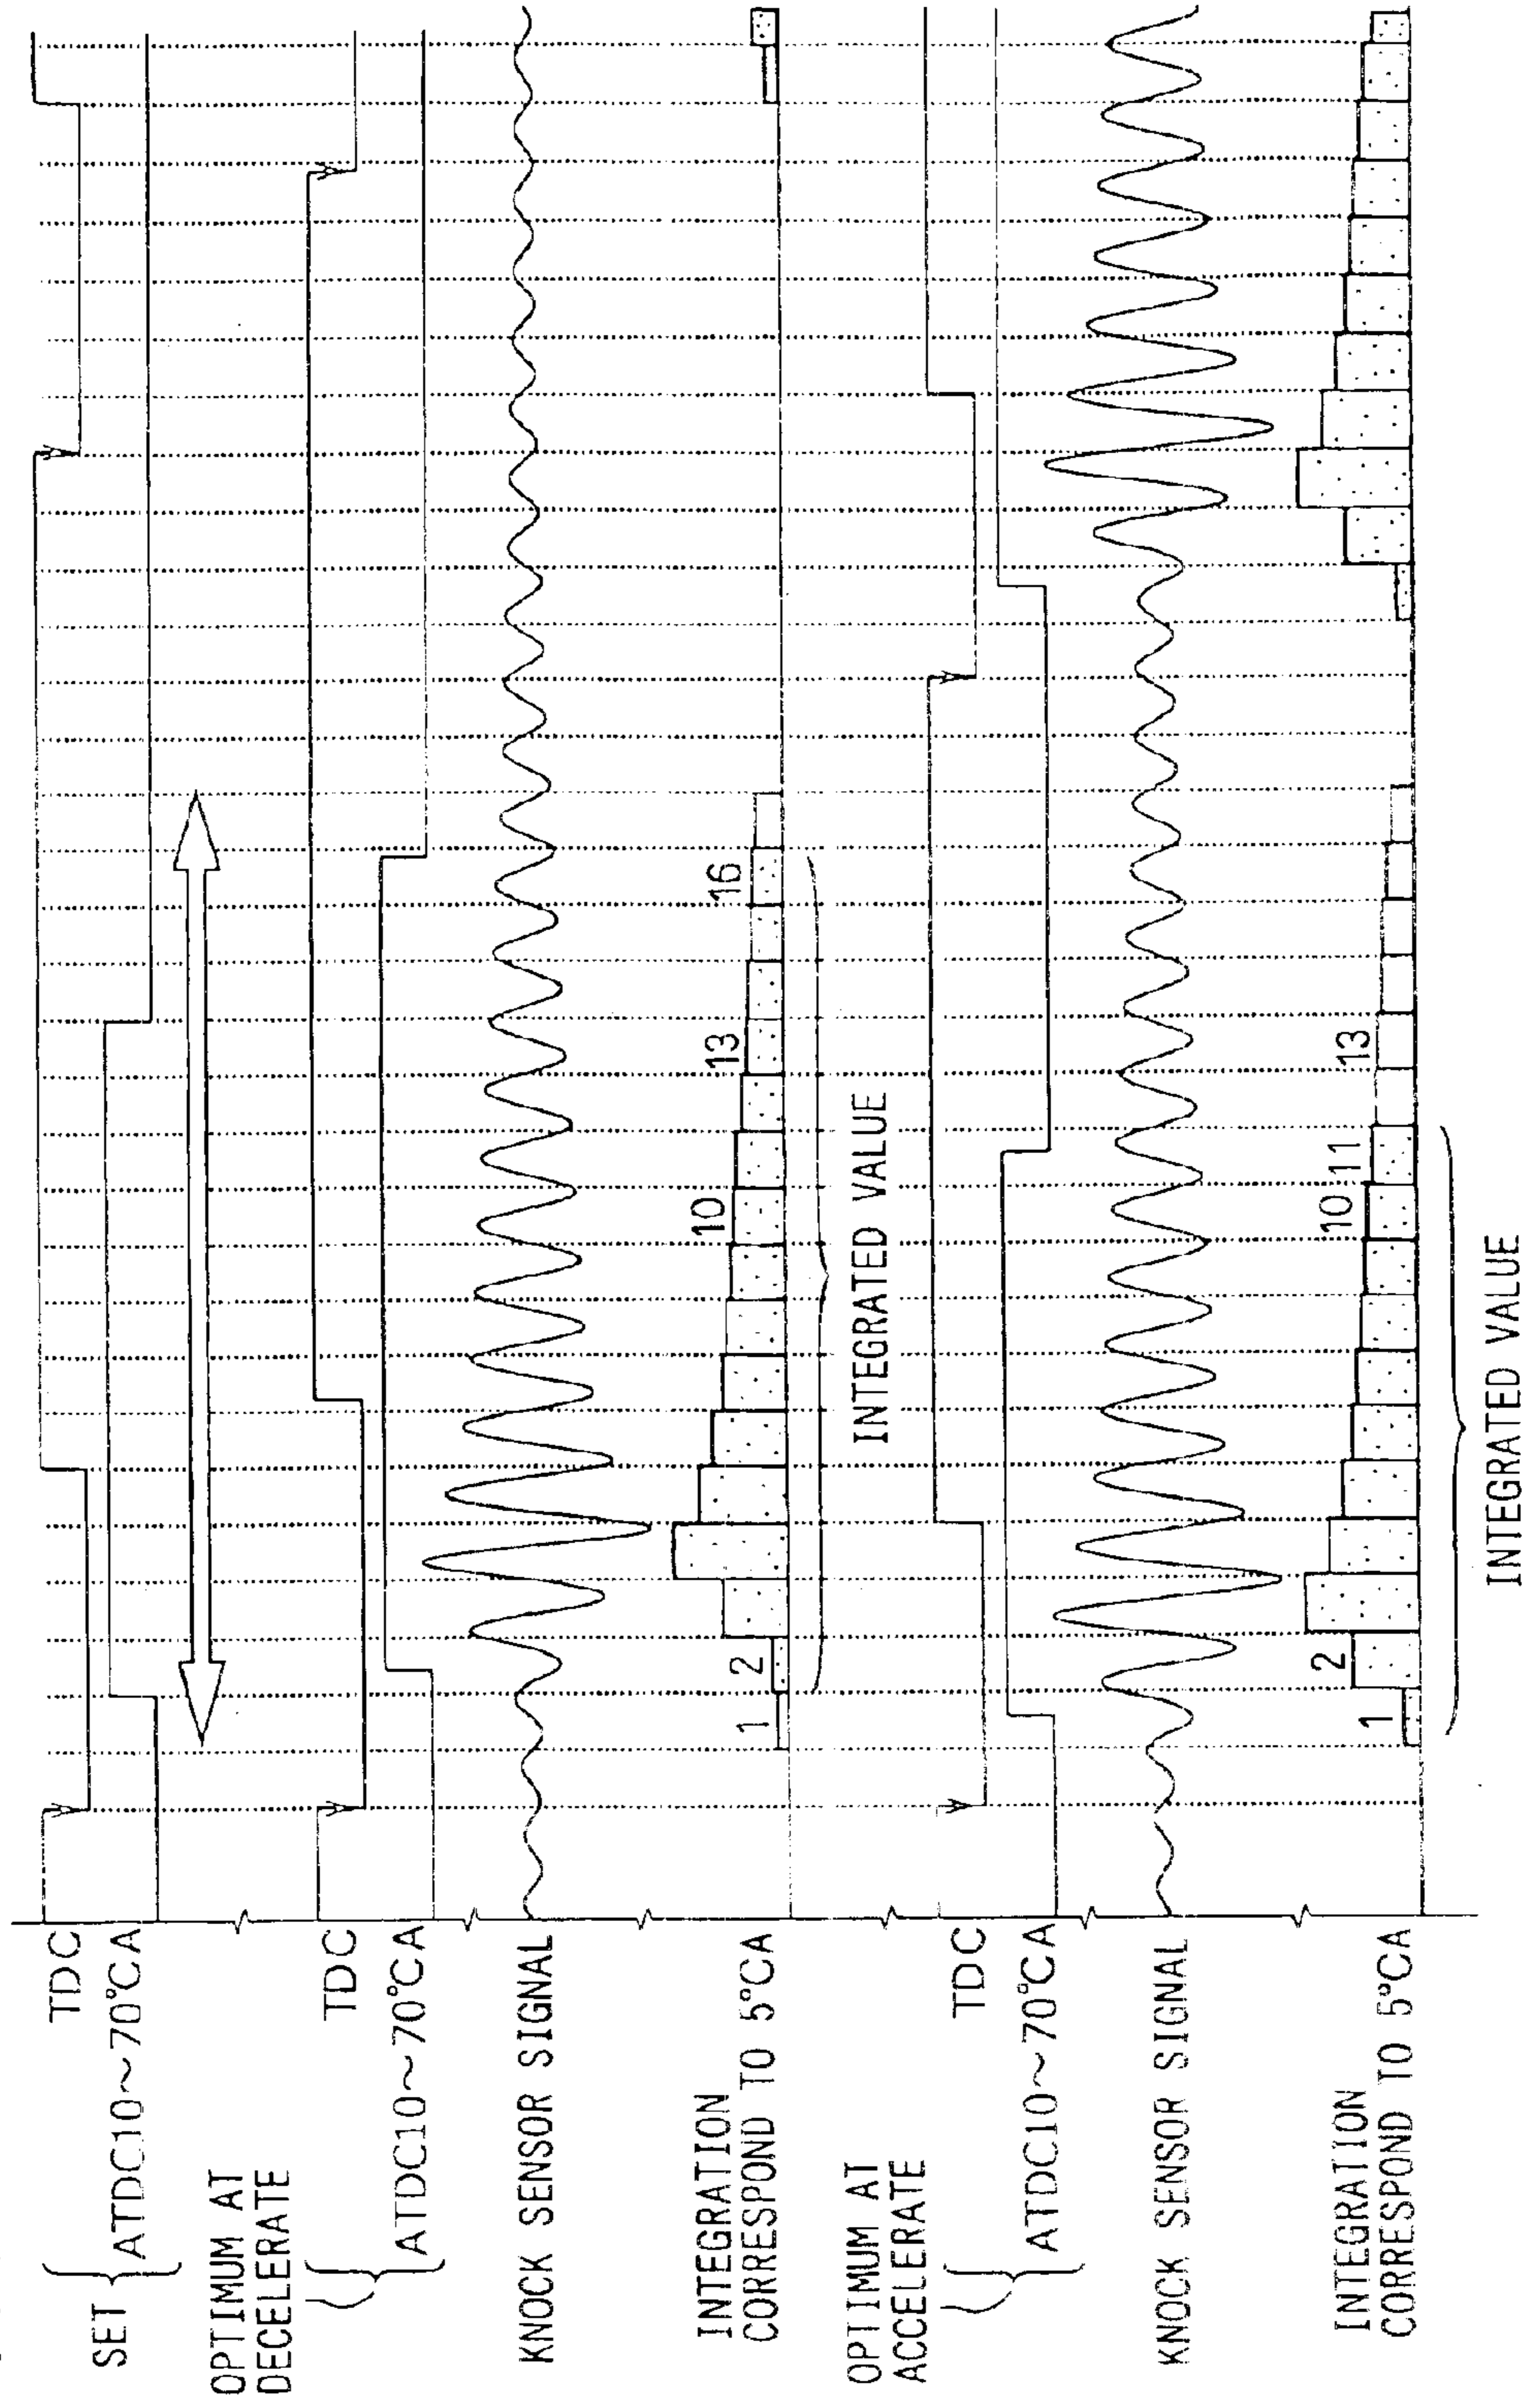 SET
TDC
ATDC10~70°CA
OPTIMUM AT
DECELERATE
TDC
ATDC10~70°CA
KNOCK SENSOR SIGNAL
INTEGRATION
CORRESPOND TO 5°CA
1
2
10
13
16
INTEGRATED VALUE
OPTIMUM AT
ACCELERATE
TDC
ATDC10~70°CA
KNOCK SENSOR SIGNAL
INTEGRATION
CORRESPOND TO 5°CA
1
2
10
11
13
INTEGRATED VALUE